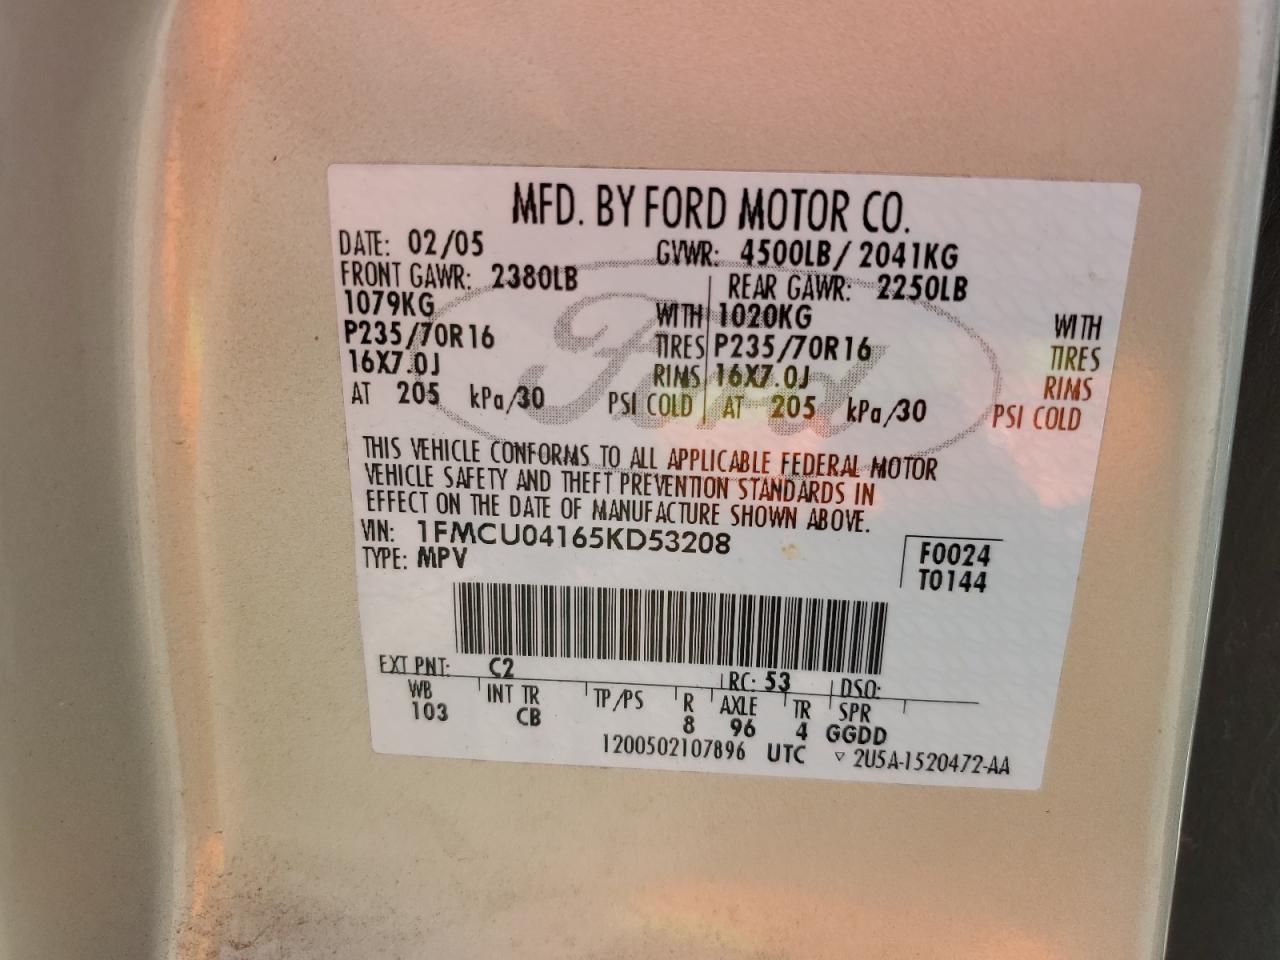 MFD. BY FORD MOTOR CO.
DATE: 02/05 GVWR: 4500LB/ 2041KG
FRONT GAWR: 2380LB REAR GAWR: 2250LB
1079KG WITH 1020KG WITH
P235/70R16 TIRES P235/70R16 TIRES
16X7.0J RIMS 16X7.0J RIMS
AT 205 kPa/30 PSI COLD AT 205 kPa/30 PSI COLD
Ford
THIS VEHICLE CONFORMS TO ALL APPLICABLE FEDERAL MOTOR
VEHICLE SAFETY AND THEFT PREVENTION STANDARDS IN
EFFECT ON THE DATE OF MANUFACTURE SHOWN ABOVE.
VIN: 1FMCU04165KD53208
TYPE: MPV
F0024
T0144
EXT PNT: C2 RC: 53 DSO:
WB INT TR TP/PS R AXLE TR SPR
103 CB 8 96 4 GGDD
1200502107896 UTC ▽ 2U5A-1520472-AA